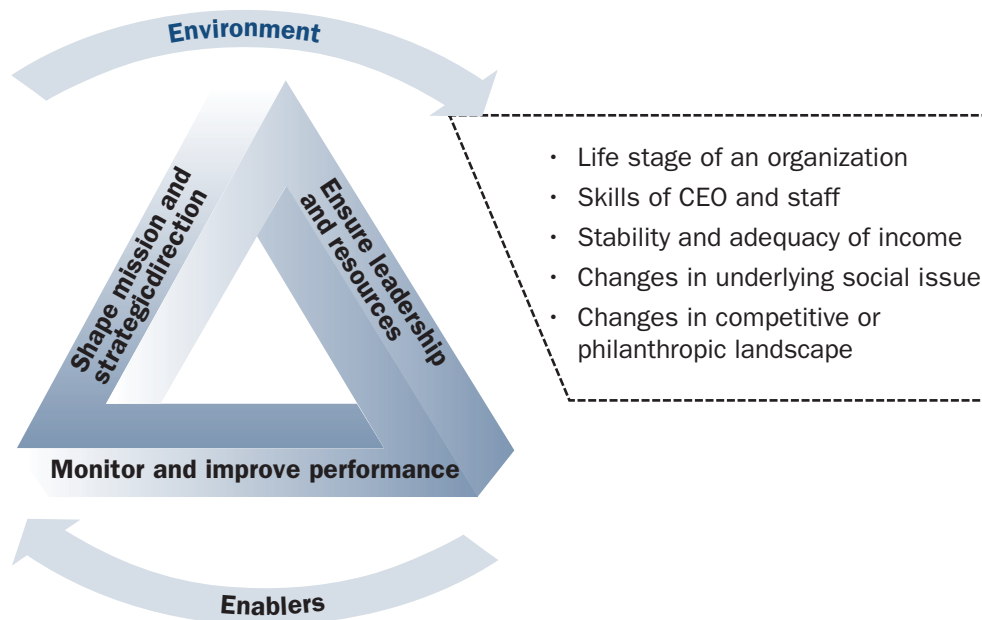 Environment
Shape mission and
strategicdirection
Ensure leadership
and resources
Monitor and improve performance
Enablers
· Life stage of an organization
· Skills of CEO and staff
· Stability and adequacy of income
· Changes in underlying social issue
· Changes in competitive or
philanthropic landscape